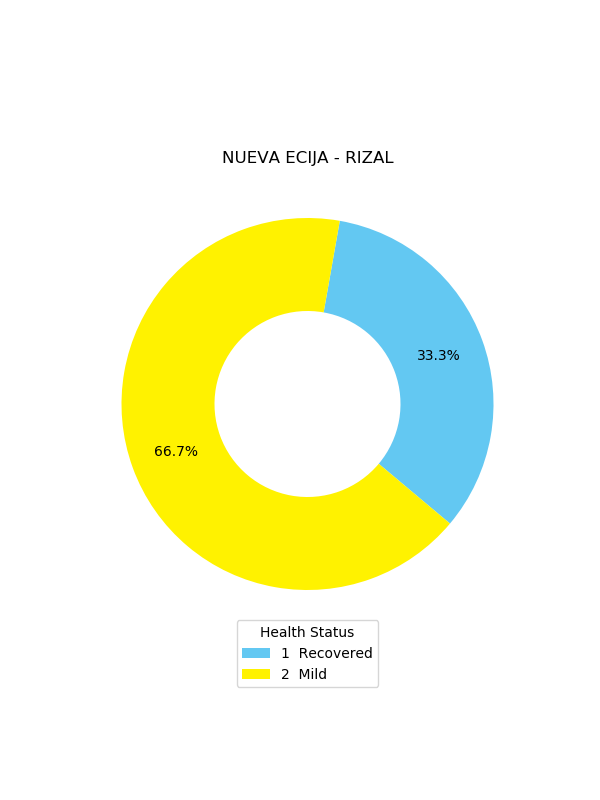 NUEVA ECIJA - RIZAL
33.3%
66.7%
Health Status
1  Recovered
2  Mild